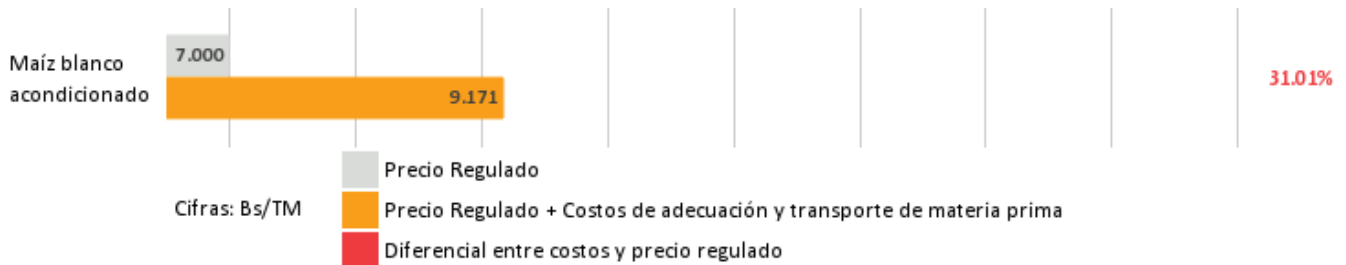 Maíz blanco
acondicionado
7.000
9.171
31.01%
Cifras: Bs/TM
Precio Regulado
Precio Regulado + Costos de adecuación y transporte de materia prima
Diferencial entre costos y precio regulado